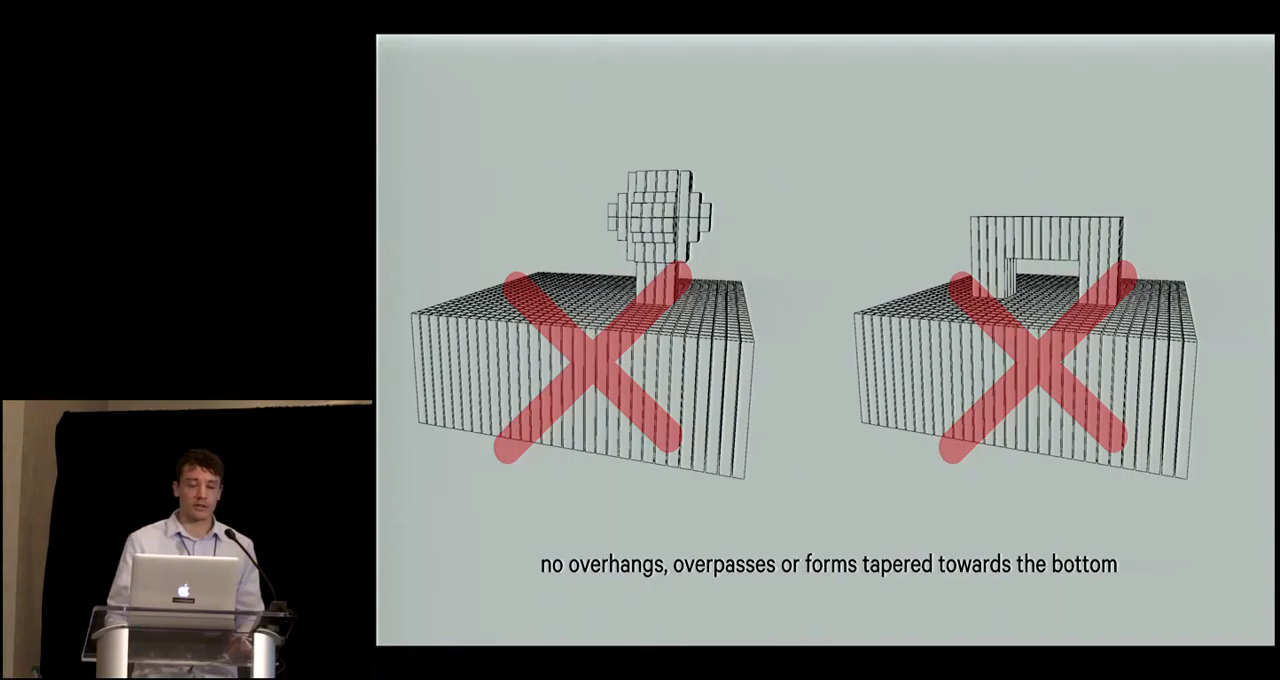 no overhangs, overpasses or forms tapered towards the bottom